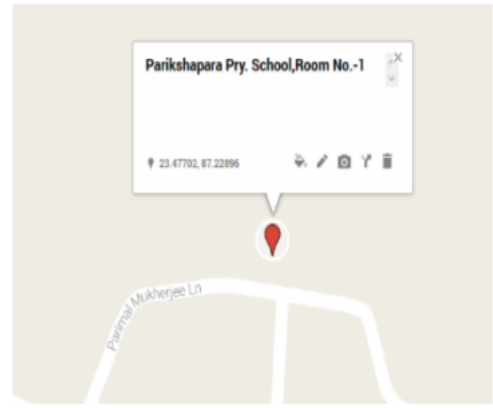 Parikshapara Pry. School,Room No.-1
23.47702, 87.22896
Parimal Mukherjee Ln